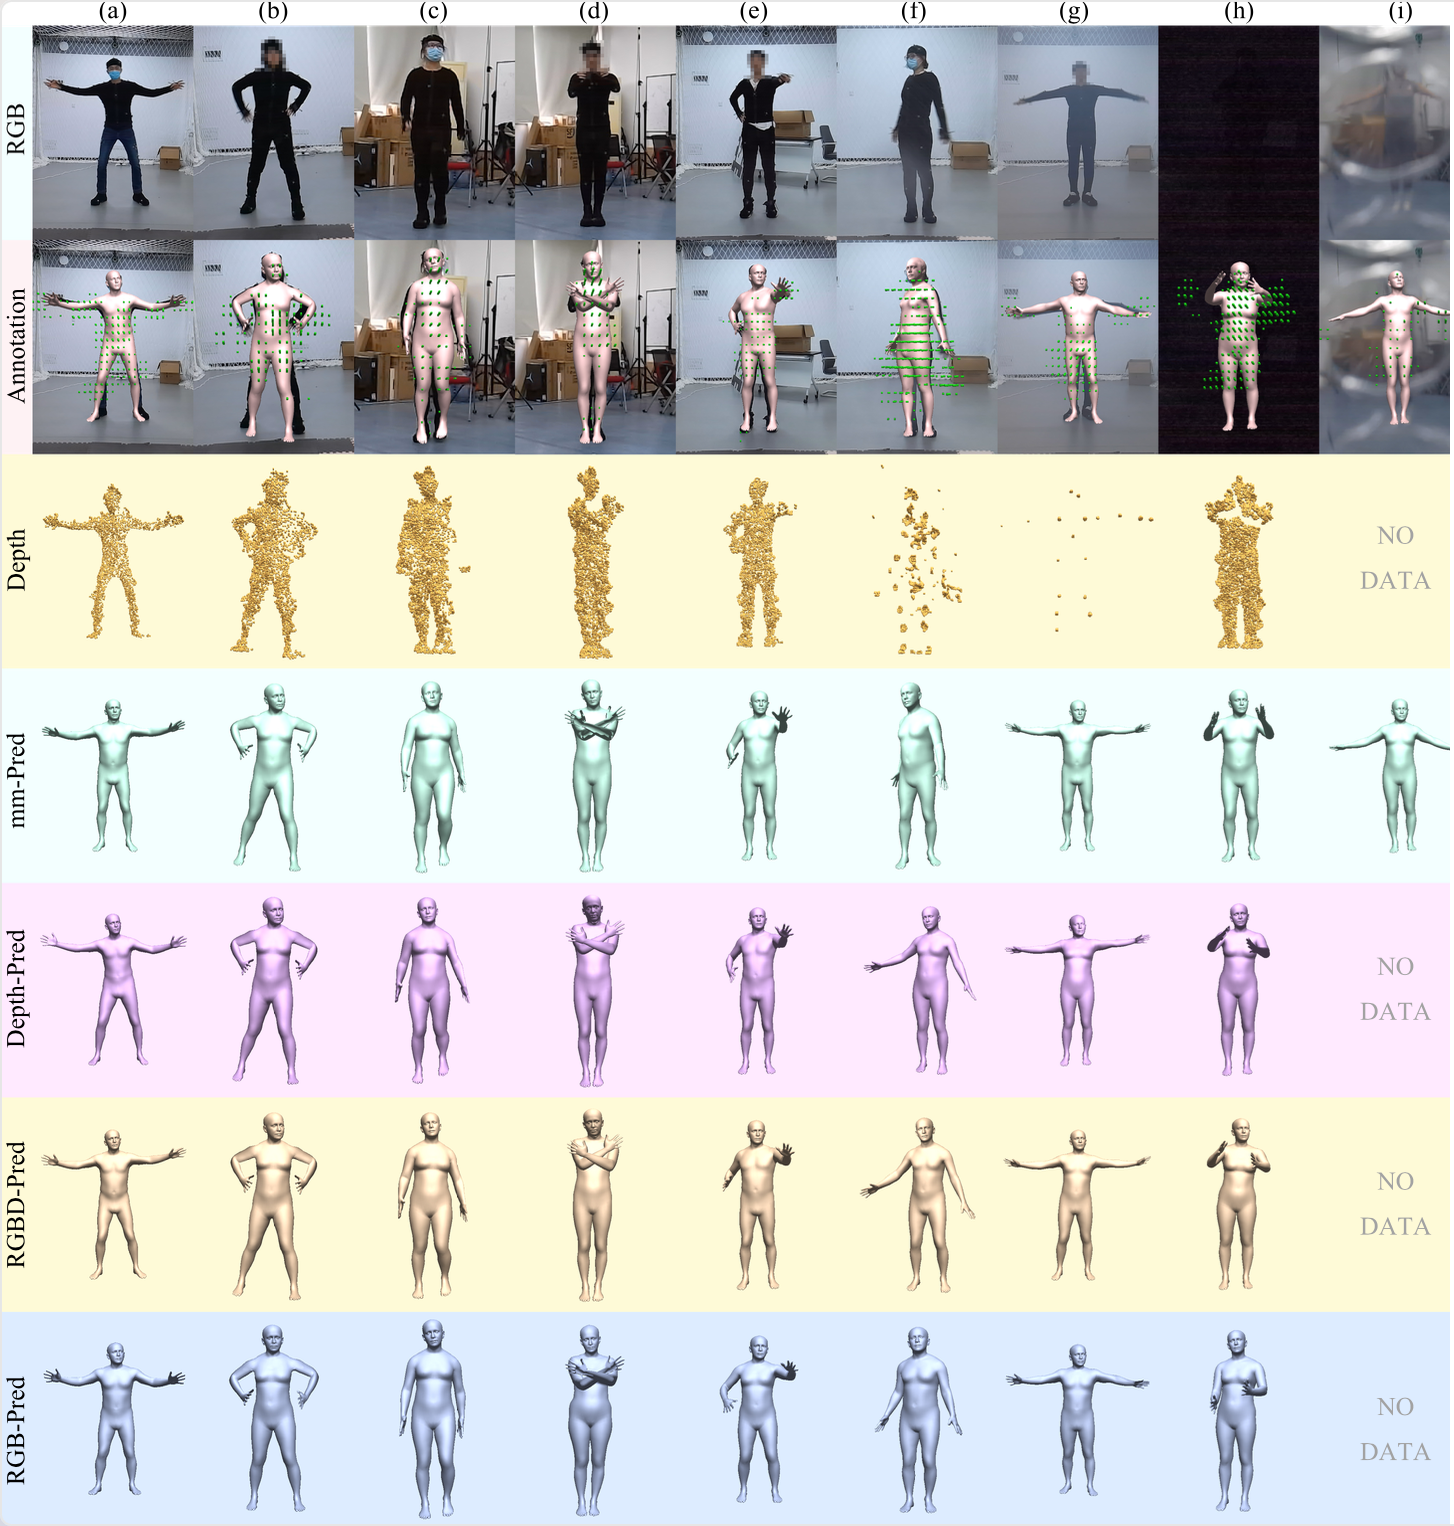 (a) (b) (c) (d) (e) (f) (g) (h) (i)
RGB
Annotation
Depth
NO
DATA
mm-Pred
Depth-Pred
NO
DATA
RGBD-Pred
NO
DATA
RGB-Pred
NO
DATA